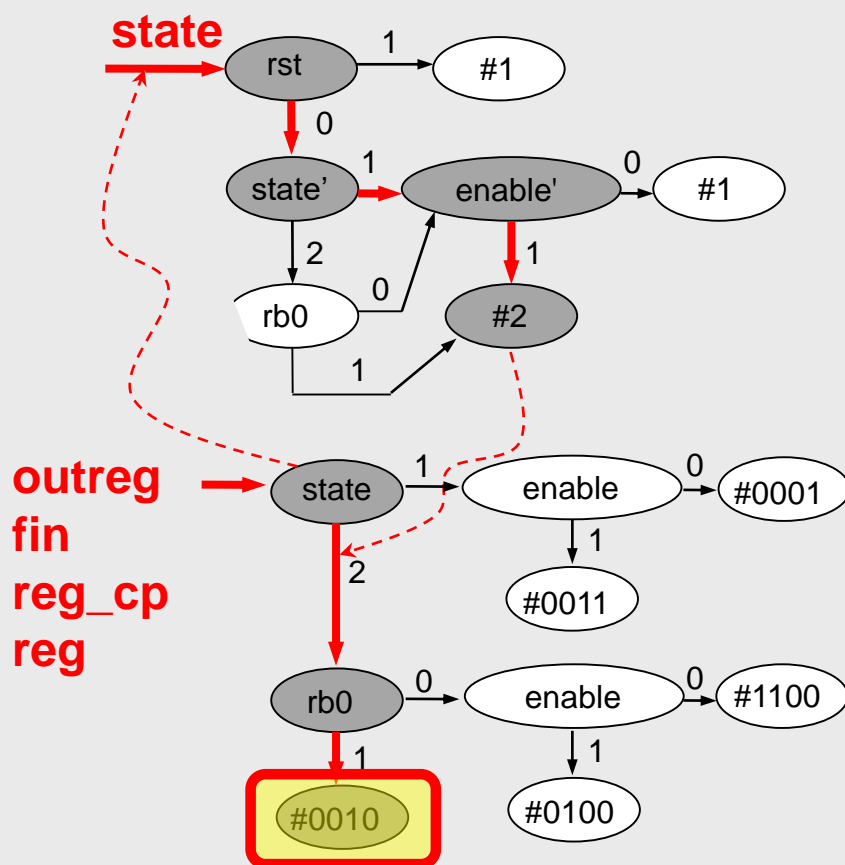 state
rst
1
#1
0
state’
1
enable'
0
#1
2
1
rb0
0
#2
1
outreg
fin
reg_cp
reg
state
1
enable
0
#0001
2
1
#0011
rb0
0
enable
0
#1100
1
1
#0010
#0100